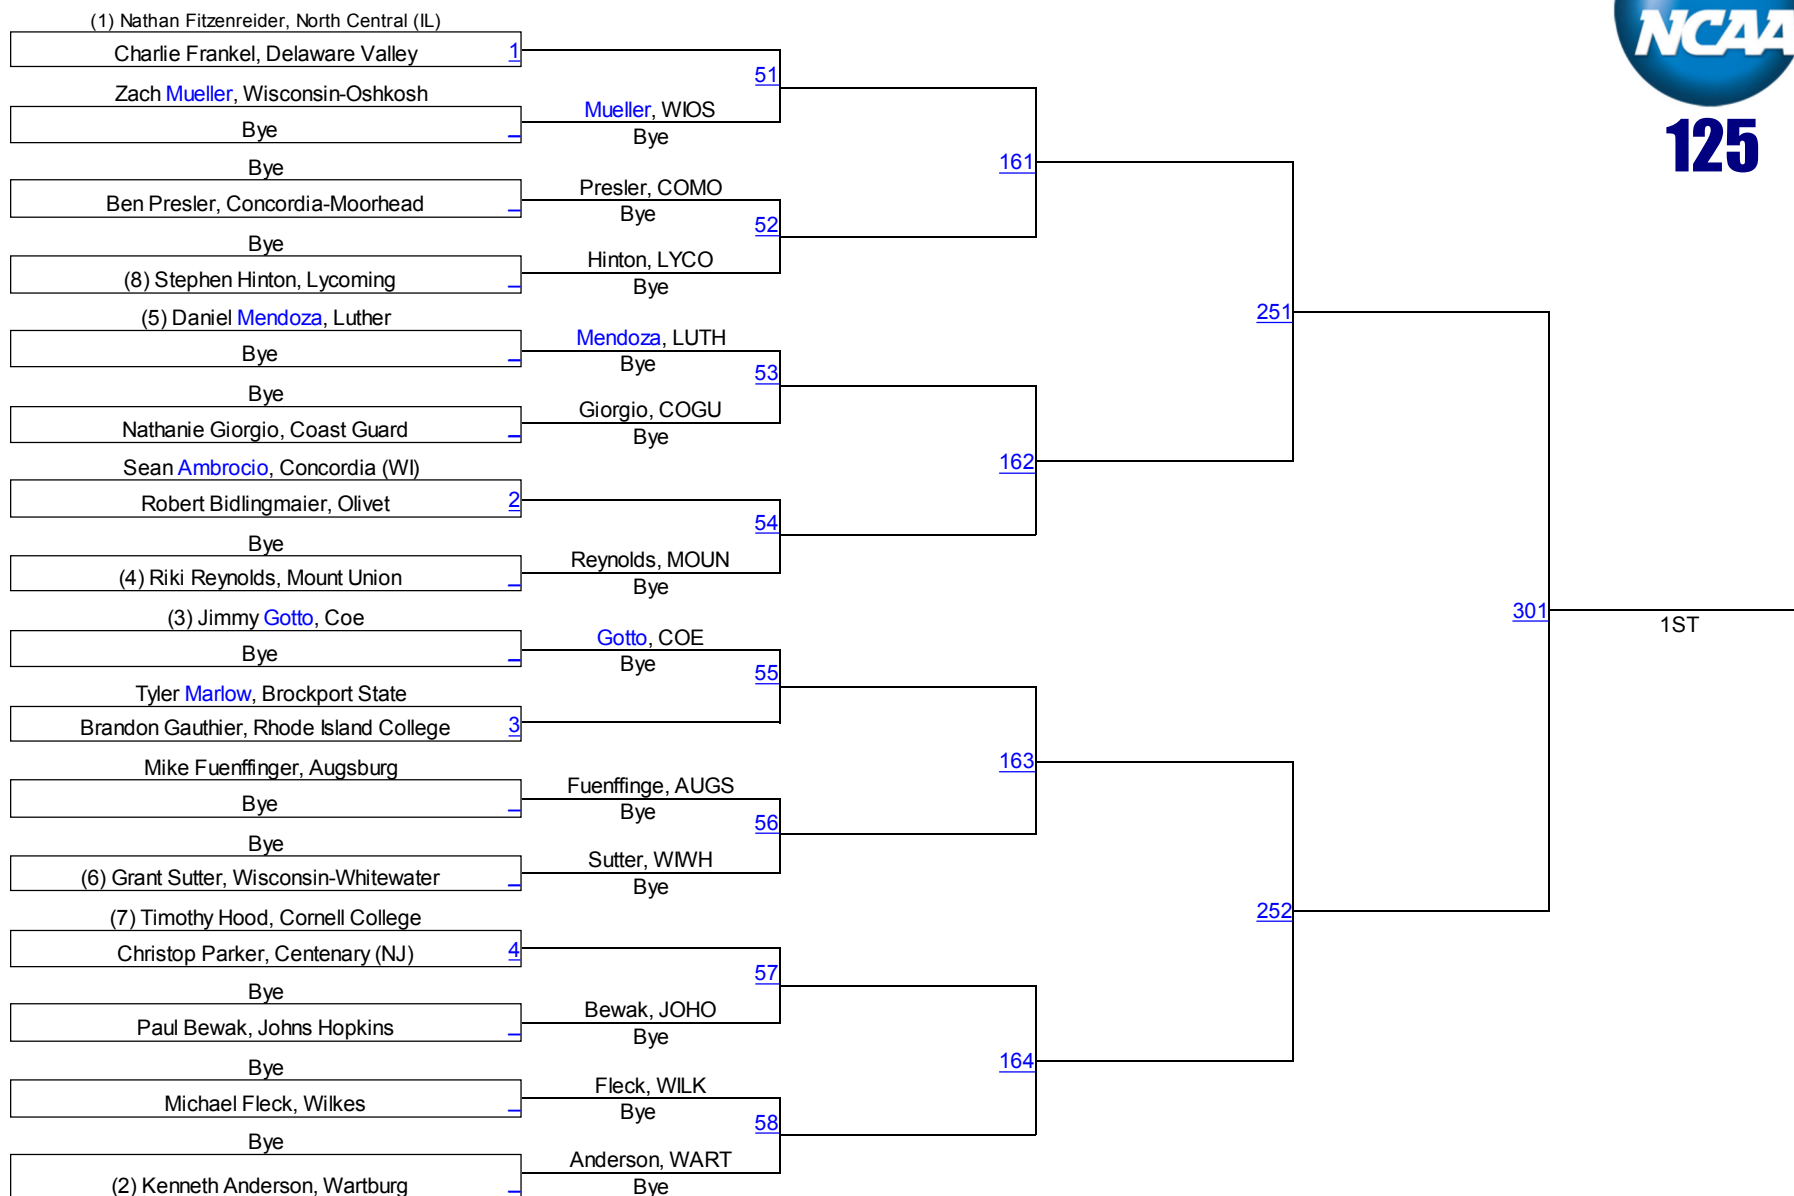 (1) Nathan Fitzenreider, North Central (IL)
Charlie Frankel, Delaware Valley 1
Zach Mueller, Wisconsin-Oshkosh
Bye
Bye
Ben Presler, Concordia-Moorhead
Bye
(8) Stephen Hinton, Lycoming
(5) Daniel Mendoza, Luther
Bye
Bye
Nathanie Giorgio, Coast Guard
Sean Ambrocio, Concordia (WI)
Robert Bidlingmaier, Olivet 2
Bye
(4) Riki Reynolds, Mount Union
(3) Jimmy Gotto, Coe
Bye
Tyler Marlow, Brockport State
Brandon Gauthier, Rhode Island College 3
Mike Fuenffinger, Augsburg
Bye
Bye
(6) Grant Sutter, Wisconsin-Whitewater
(7) Timothy Hood, Cornell College
Christop Parker, Centenary (NJ) 4
Bye
Paul Bewak, Johns Hopkins
Bye
Michael Fleck, Wilkes
Bye
(2) Kenneth Anderson, Wartburg
51
Mueller, WIOS
Bye
Presler, COMO
Bye
52
Hinton, LYCO
Bye
Mendoza, LUTH
Bye
53
Giorgio, COGU
Bye
54
Reynolds, MOUN
Bye
Gotto, COE
Bye
55
Fuenffinge, AUGS
Bye
56
Sutter, WIWH
Bye
57
Bewak, JOHO
Bye
Fleck, WILK
Bye
58
Anderson, WART
Bye
161
162
163
164
251
252
301
1ST
NCAA
125